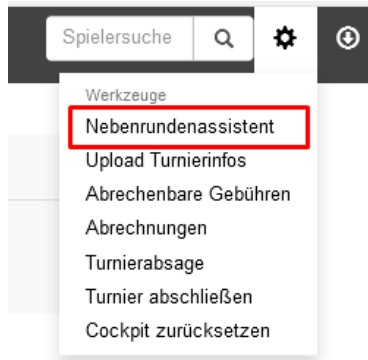 Spielersuche
Werkzeuge
Nebenrundenassistent
Upload Turnierinfos
Abrechenbare Gebühren
Abrechnungen
Turnierabsage
Turnier abschließen
Cockpit zurücksetzen